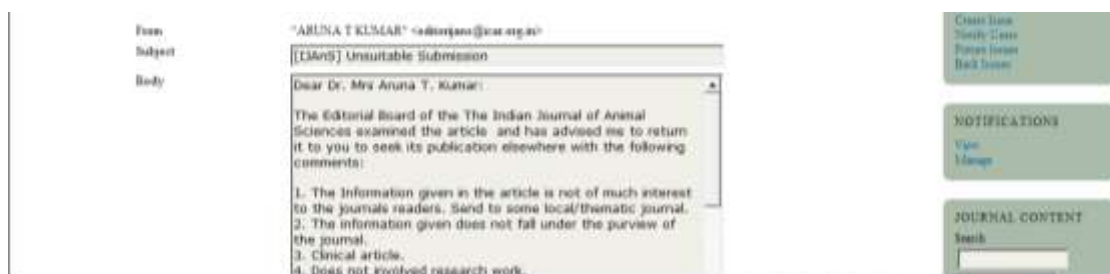 From
"ARUNA T KUMAR" <editorijans@icar.org.in>
Subject
[IJAnS] Unsuitable Submission
Body
Dear Dr. Mrs Aruna T. Kumar:
The Editorial Board of the The Indian Journal of Animal
Sciences examined the article and has advised me to return
it to you to seek its publication elsewhere with the following
comments:
1. The Information given in the article is not of much interest
to the journals readers. Send to some local/thematic journal.
2. The information given does not fall under the purview of
the journal.
3. Clinical article.
4. Does not involved research work.
Create Issue
Notify Users
Future Issues
Back Issues
NOTIFICATIONS
View
Manage
JOURNAL CONTENT
Search